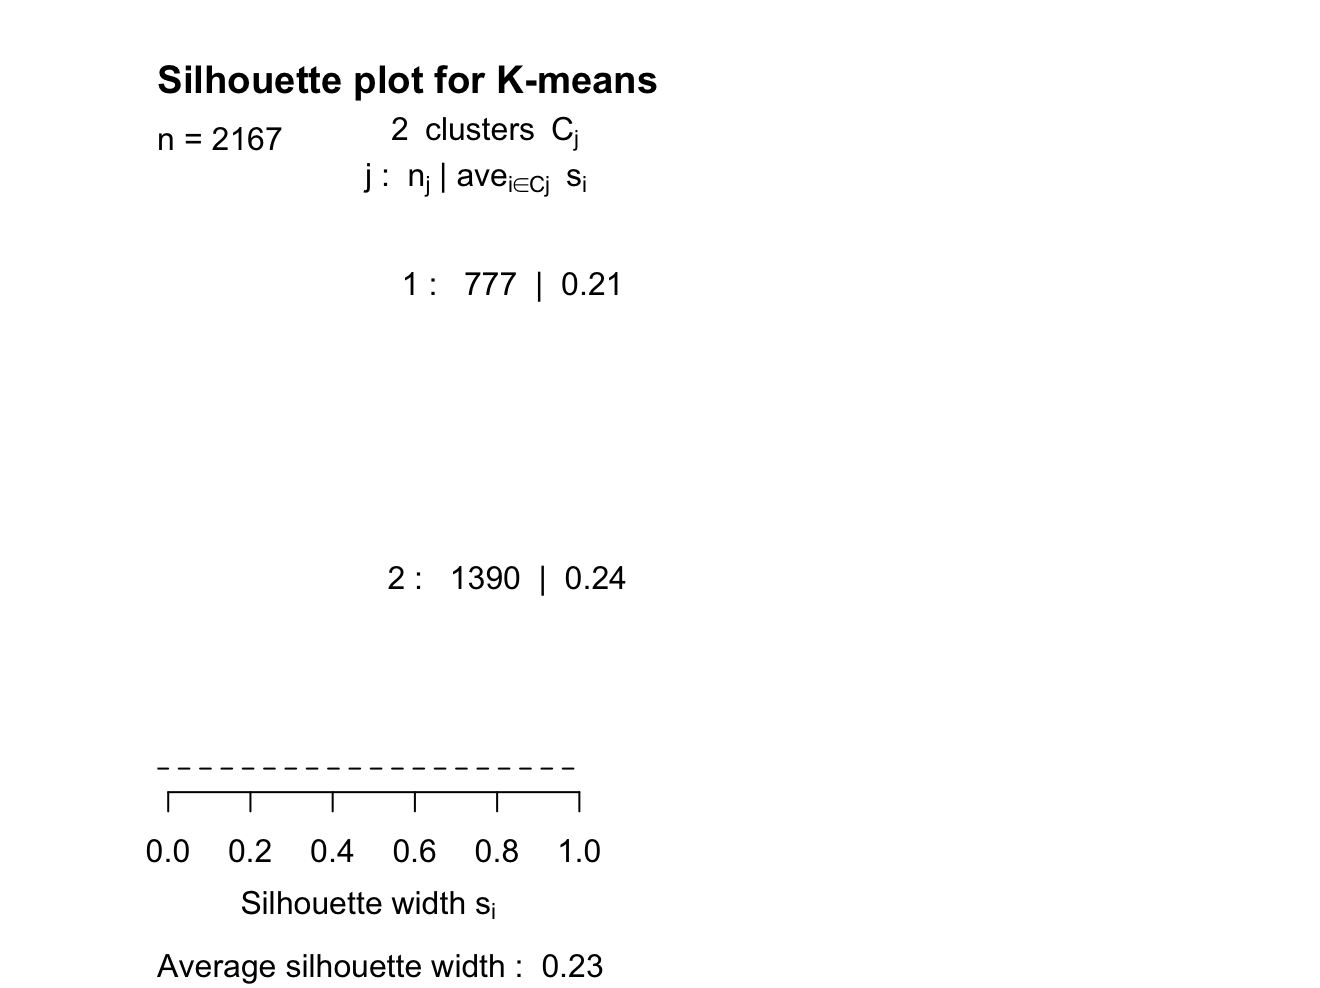 Silhouette plot for K-means
n = 2167
2 clusters Cj
j : nj | avei∈Cj si
1 : 777 | 0.21
2 : 1390 | 0.24
0.0 0.2 0.4 0.6 0.8 1.0
Silhouette width si
Average silhouette width : 0.23